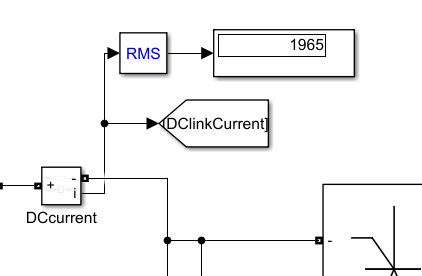 RMS
1965
[DClinkCurrent]
+
-
i
DCcurrent
-